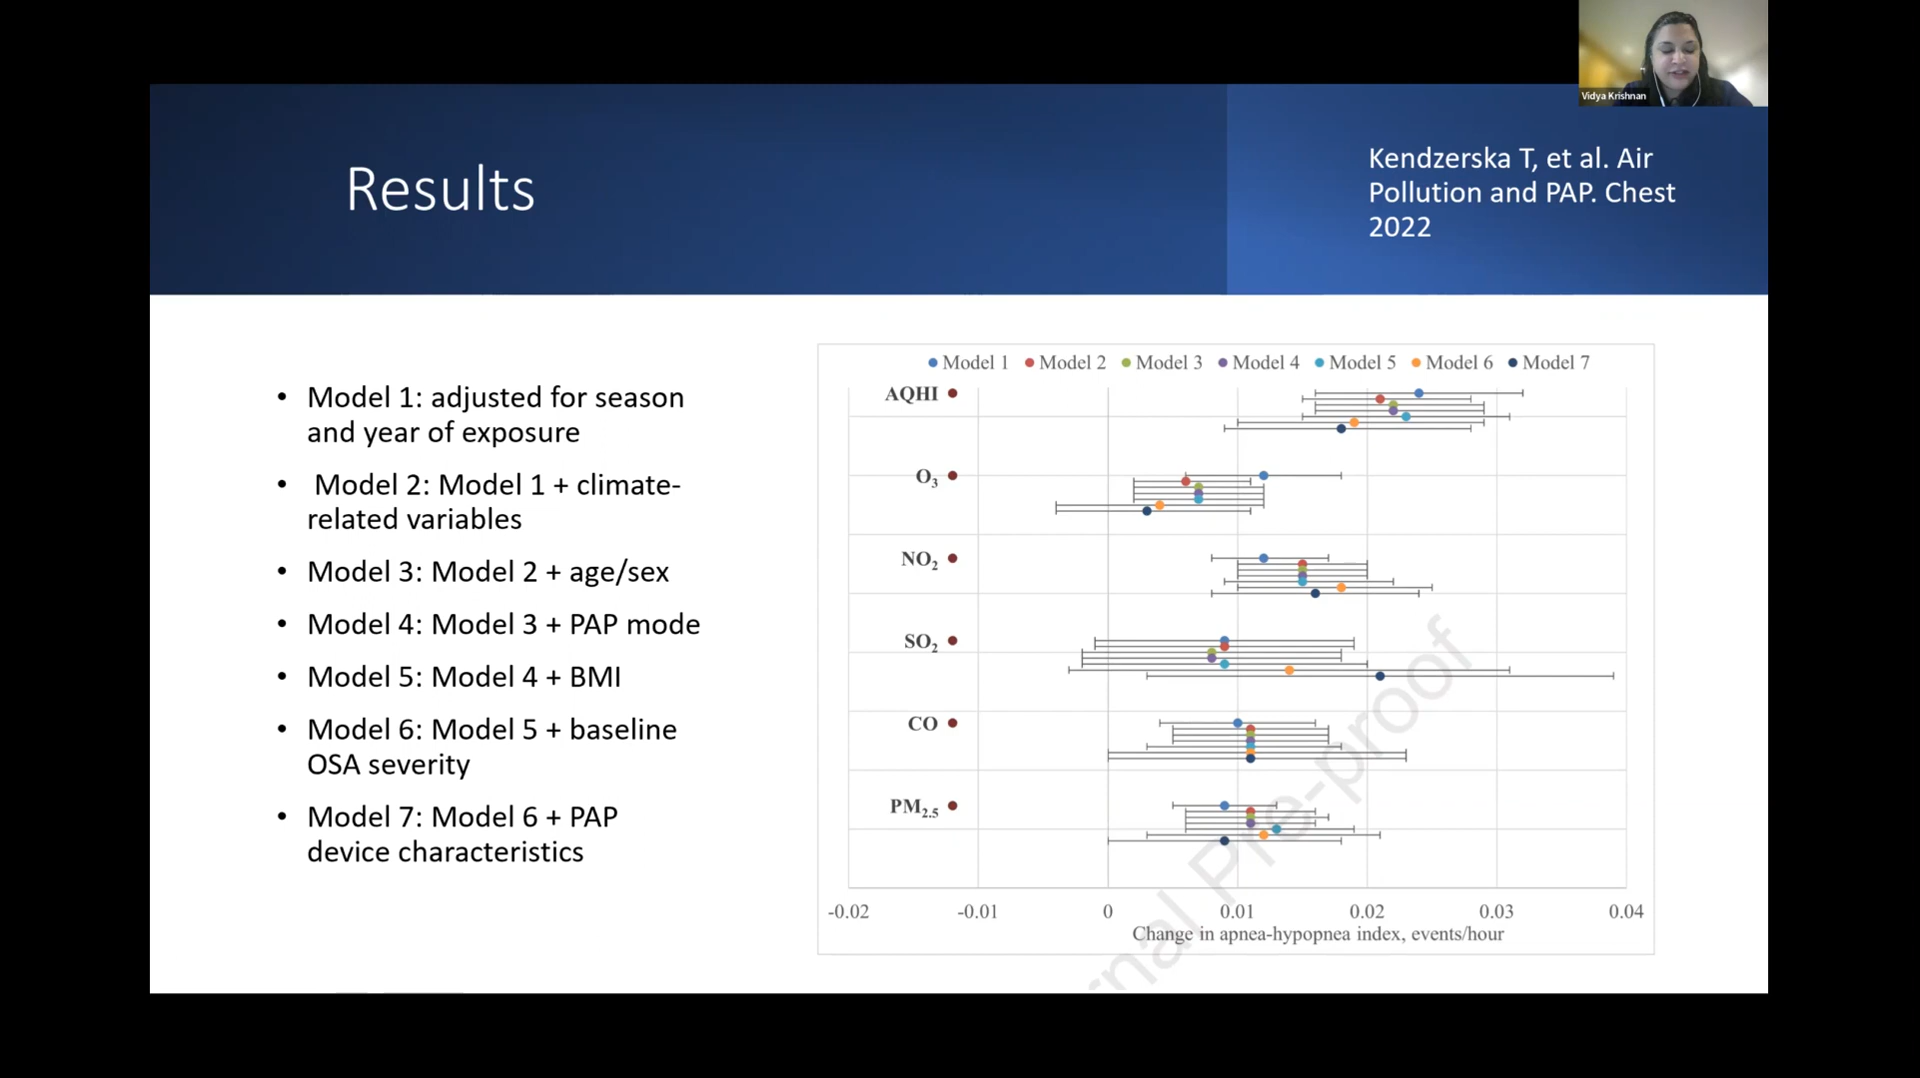 Vidya Krishnan
Results
Kendzerska T, et al. Air
Pollution and PAP. Chest
2022
• Model 1: adjusted for season
and year of exposure
• Model 2: Model 1 + climate-
related variables
• Model 3: Model 2 + age/sex
• Model 4: Model 3 + PAP mode
• Model 5: Model 4 + BMI
• Model 6: Model 5 + baseline
OSA severity
• Model 7: Model 6 + PAP
device characteristics
Model 1 Model 2 Model 3 Model 4 Model 5 Model 6 Model 7
AQHI
O₃
NO₂
SO₂
CO
PM₂.₅
-0.02 -0.01 0 0.01 0.02 0.03 0.04
Change in apnea-hypopnea index, events/hour
rnal Pre-proof